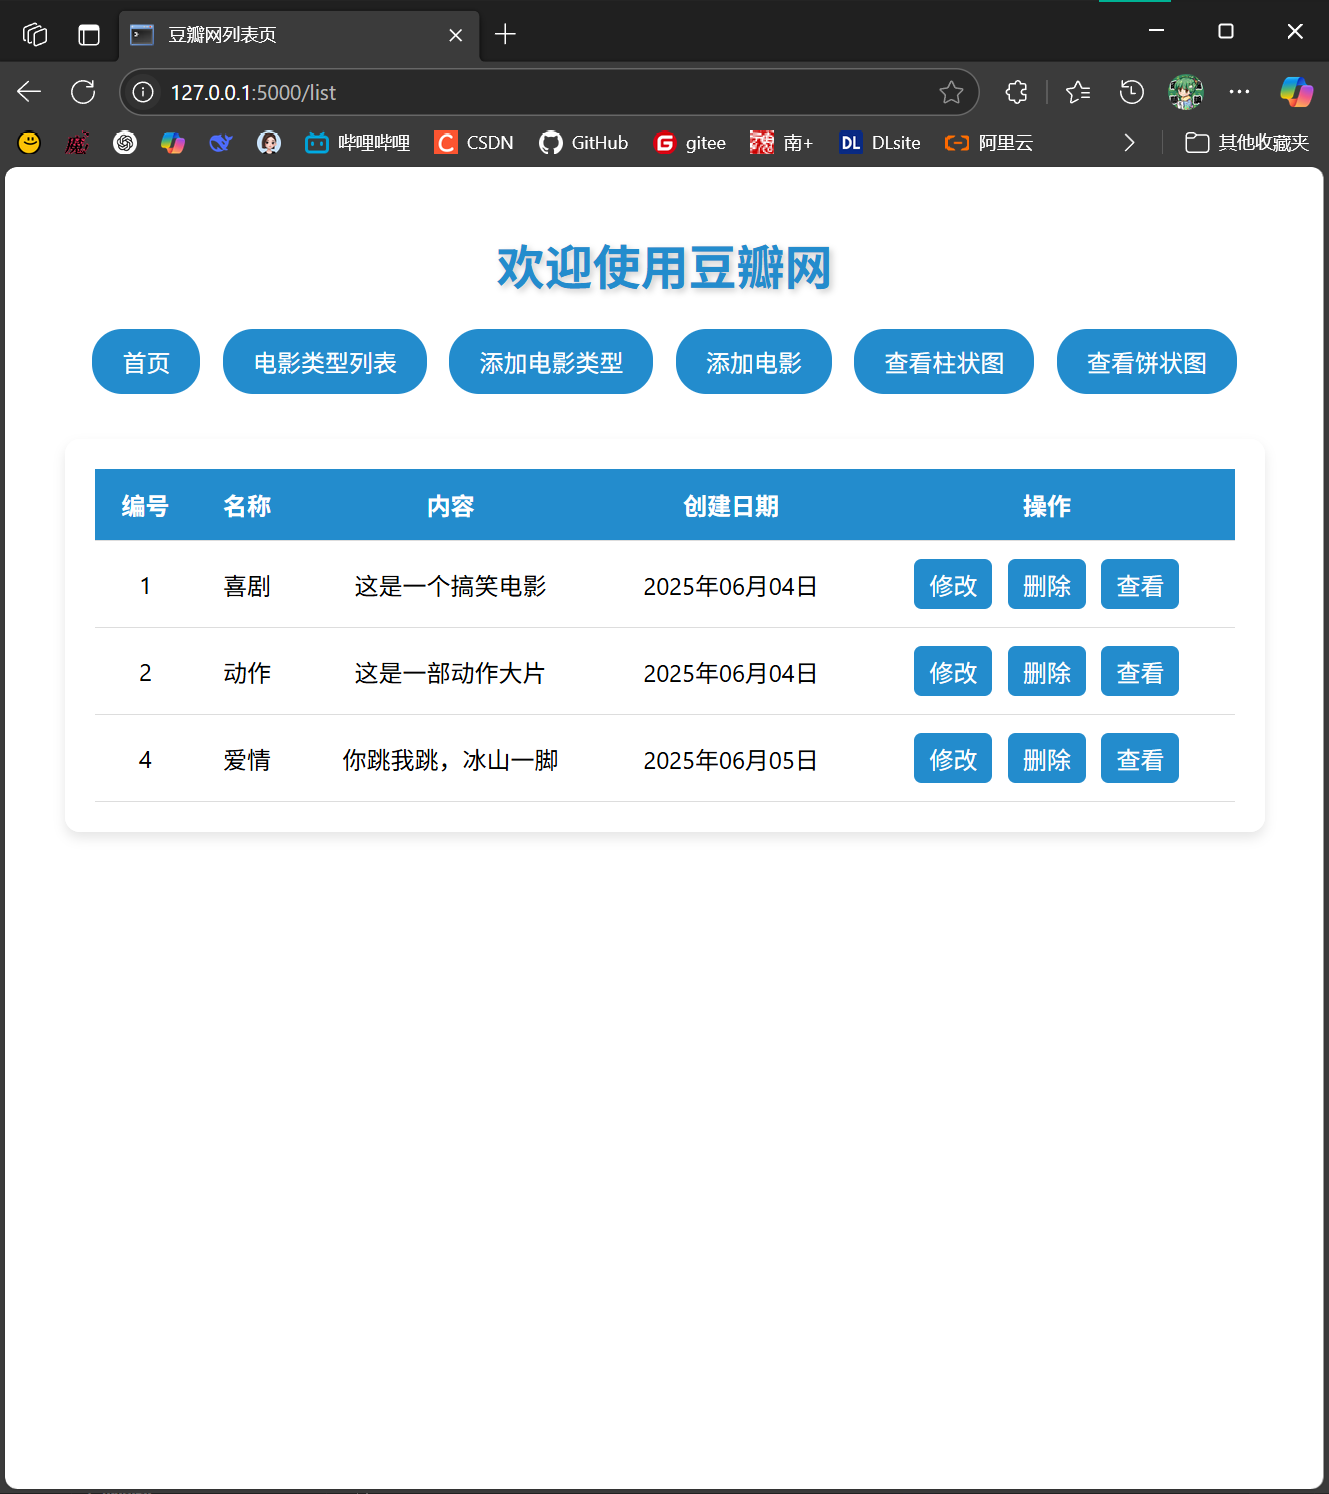 豆瓣网列表页
127.0.0.1:5000/list
魔 哔哩哔哩 C CSDN GitHub G gitee 南+ DL DLsite 阿里云 其他收藏夹
欢迎使用豆瓣网
首页 电影类型列表 添加电影类型 添加电影 查看柱状图 查看饼状图
编号 名称 内容 创建日期 操作
1 喜剧 这是一个搞笑电影 2025年06月04日 修改 删除 查看
2 动作 这是一部动作大片 2025年06月04日 修改 删除 查看
4 爱情 你跳我跳，冰山一脚 2025年06月05日 修改 删除 查看